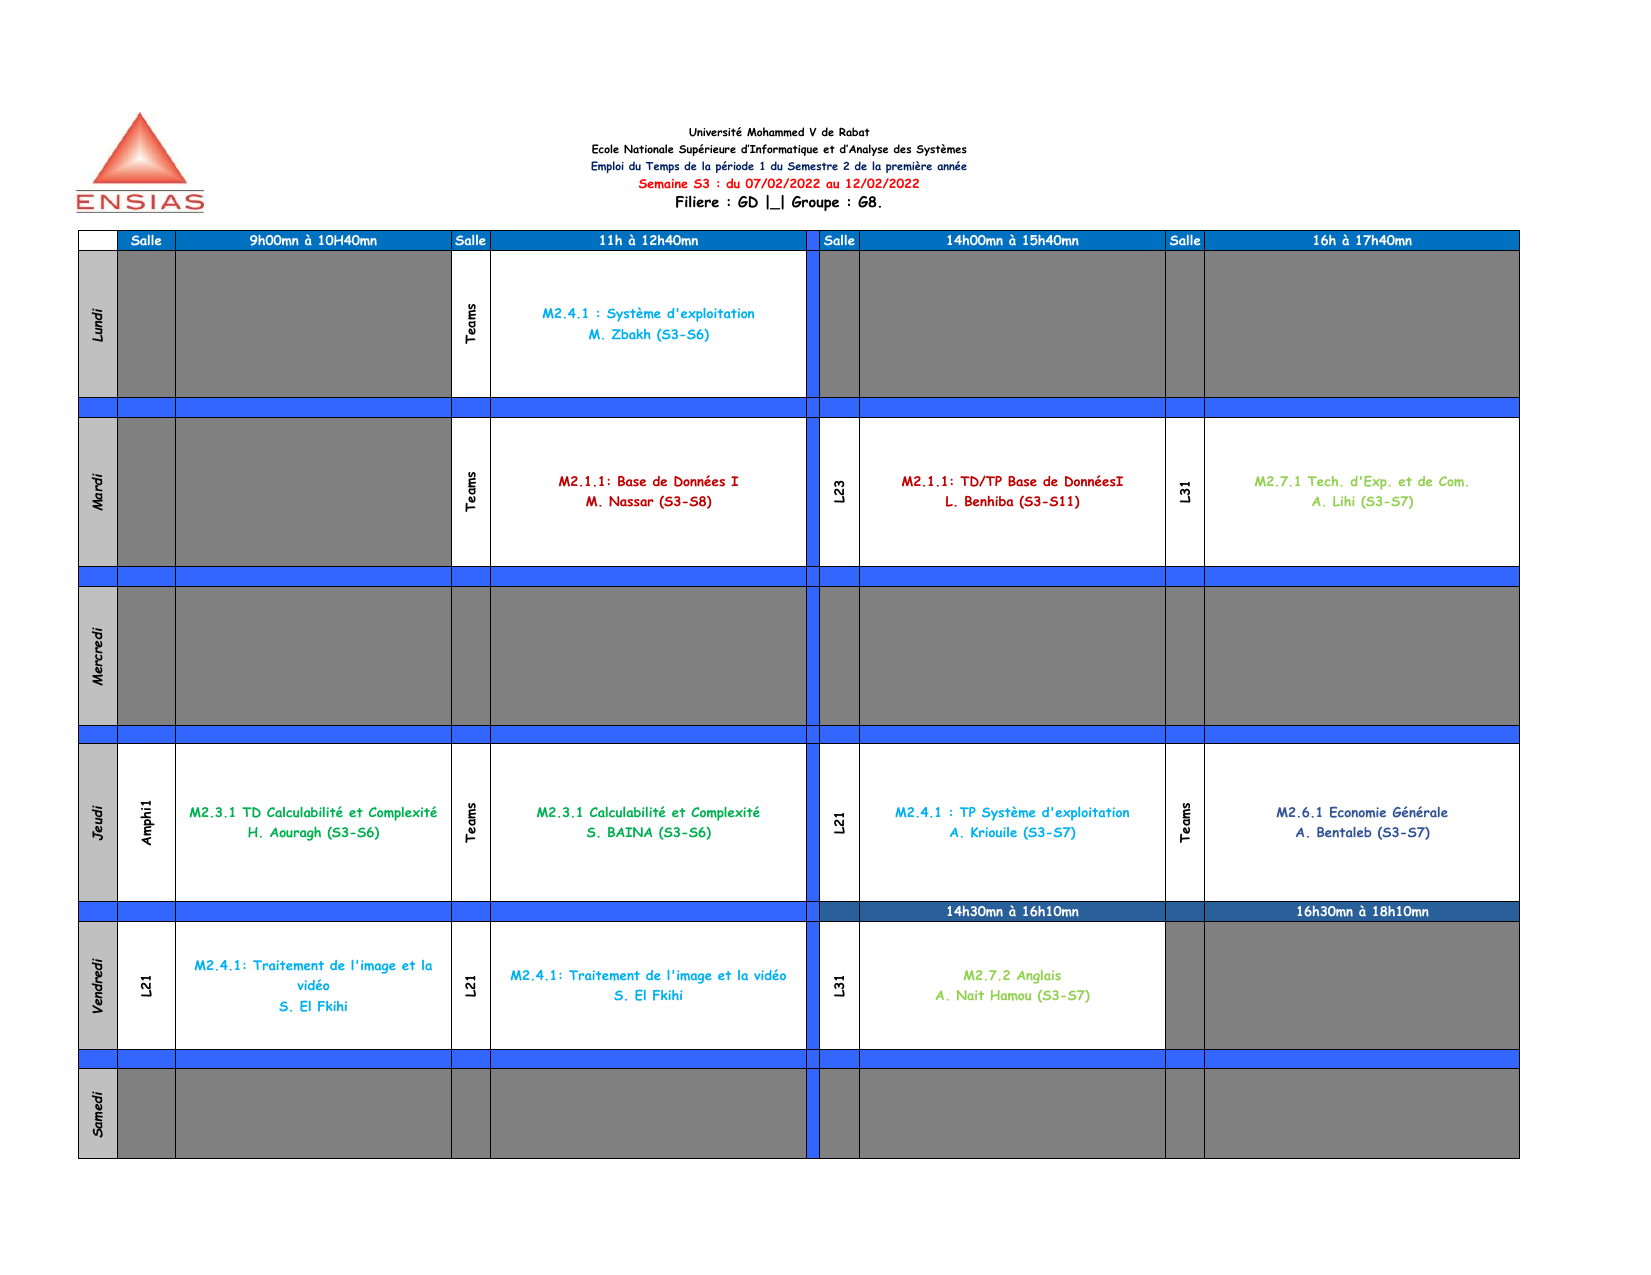 ENSIAS
Université Mohammed V de Rabat
Ecole Nationale Supérieure d'Informatique et d'Analyse des Systèmes
Emploi du Temps de la période 1 du Semestre 2 de la première année
Semaine S3 : du 07/02/2022 au 12/02/2022
Filiere : GD |_| Groupe : G8.
Salle 9h00mn à 10H40mn Salle 11h à 12h40mn Salle 14h00mn à 15h40mn Salle 16h à 17h40mn
Lundi
Teams
M2.4.1 : Système d'exploitation
M. Zbakh (S3-S6)
Mardi
Teams
M2.1.1: Base de Données I
M. Nassar (S3-S8)
L23
M2.1.1: TD/TP Base de DonnéesI
L. Benhiba (S3-S11)
L31
M2.7.1 Tech. d'Exp. et de Com.
A. Lihi (S3-S7)
Mercredi
Jeudi
Amphi1
M2.3.1 TD Calculabilité et Complexité
H. Aouragh (S3-S6)
Teams
M2.3.1 Calculabilité et Complexité
S. BAINA (S3-S6)
L21
M2.4.1 : TP Système d'exploitation
A. Kriouile (S3-S7)
Teams
M2.6.1 Economie Générale
A. Bentaleb (S3-S7)
14h30mn à 16h10mn 16h30mn à 18h10mn
Vendredi
L21
M2.4.1: Traitement de l'image et la
vidéo
S. El Fkihi
L21
M2.4.1: Traitement de l'image et la vidéo
S. El Fkihi
L31
M2.7.2 Anglais
A. Nait Hamou (S3-S7)
Samedi